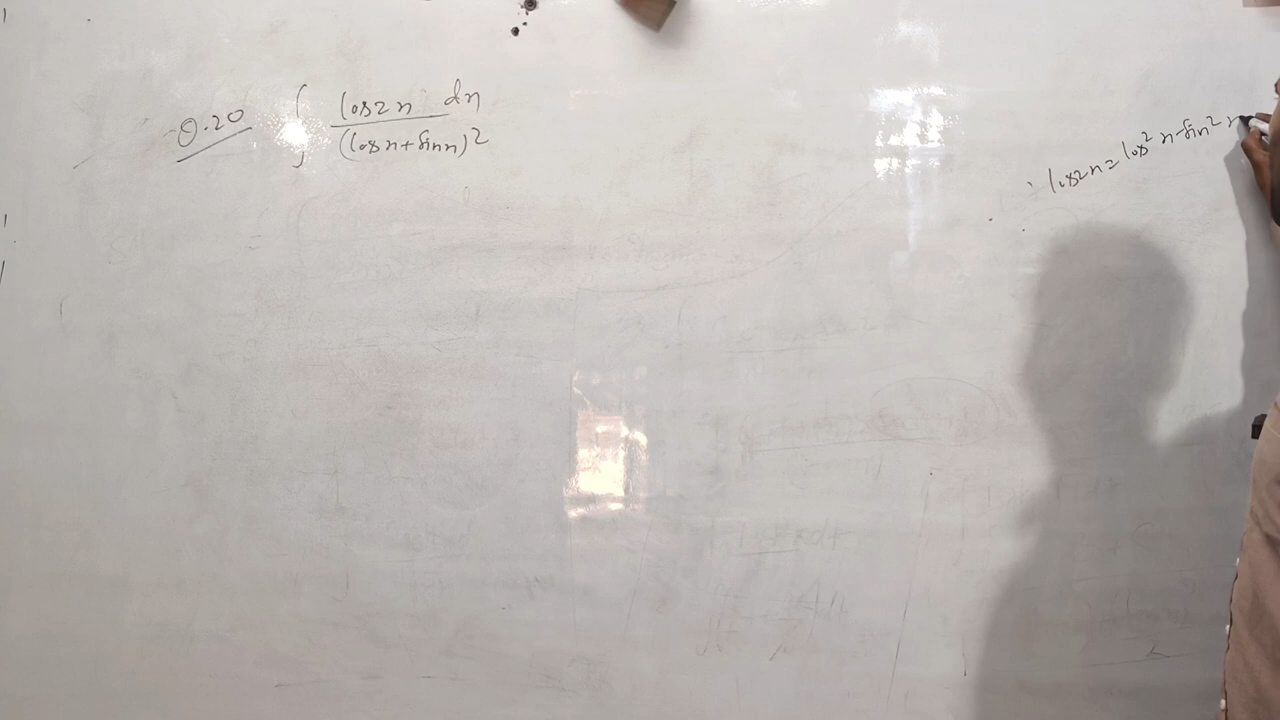 Q.20 ∫ cos2x dx / (cosx+sinx)²
∵ cos2x = cos²x-sin²x